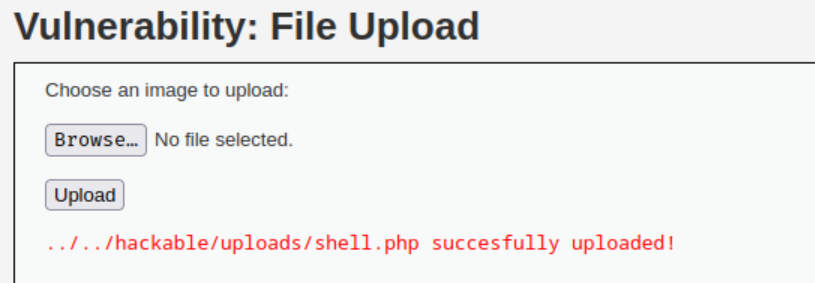 Vulnerability: File Upload
Choose an image to upload:
Browse… No file selected.
Upload
../../hackable/uploads/shell.php succesfully uploaded!